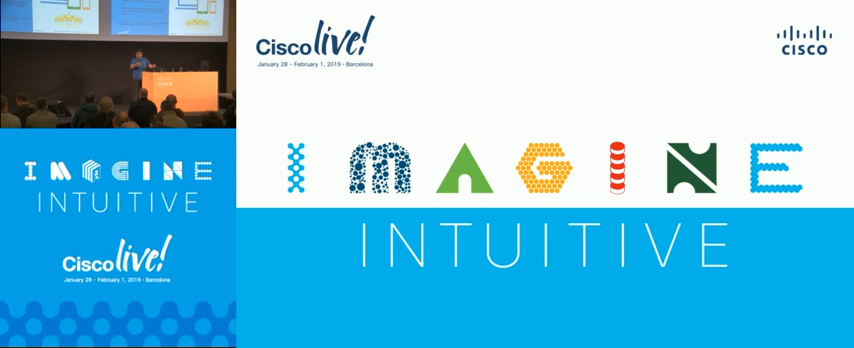 IMAGINE
INTUITIVE
Cisco live!
January 28 - February 1, 2019 · Barcelona
Cisco live!
January 28 - February 1, 2019 · Barcelona
CISCO
IMAGINE
INTUITIVE